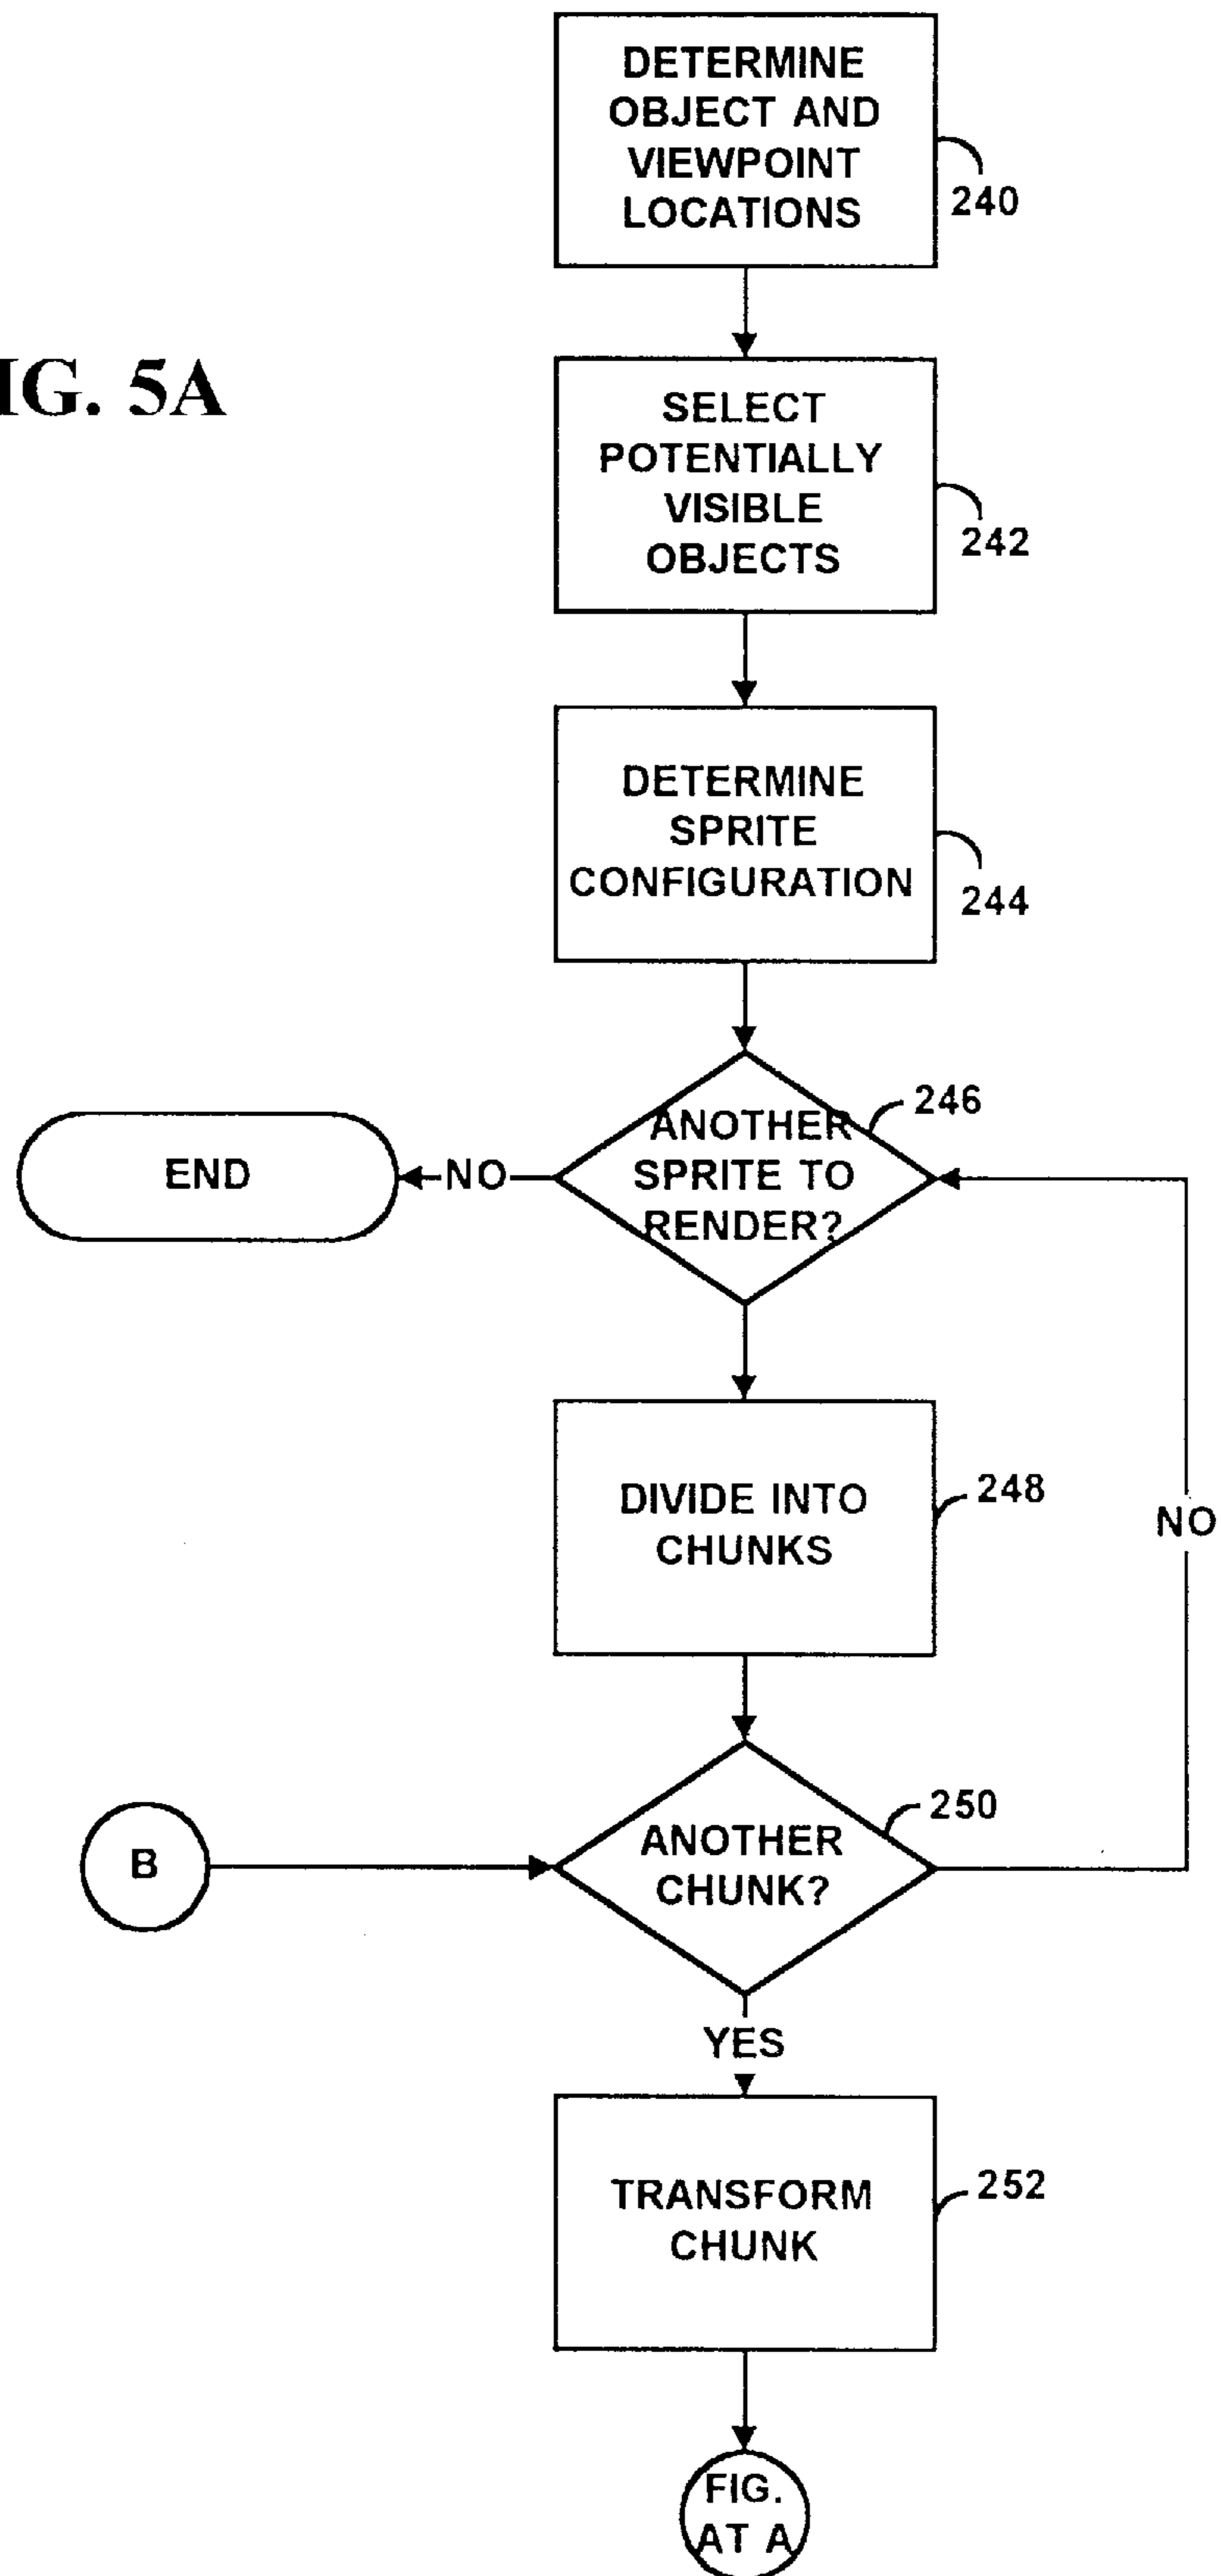 DETERMINE
OBJECT AND
VIEWPOINT
LOCATIONS
240
IG. 5A
SELECT
POTENTIALLY
VISIBLE
OBJECTS
242
DETERMINE
SPRITE
CONFIGURATION
244
ANOTHER
SPRITE TO
RENDER?
246
NO
END
DIVIDE INTO
CHUNKS
248
NO
B
ANOTHER
CHUNK?
250
YES
TRANSFORM
CHUNK
252
FIG.
AT A